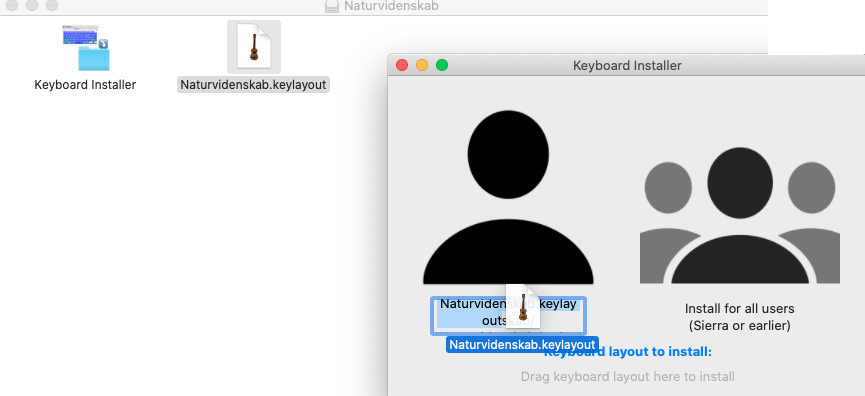 Naturvidenskab
Keyboard Installer
Naturvidenskab.keylayout
Keyboard Installer
Install for all users
(Sierra or earlier)
Naturvidenskab.keylayout
Keyboard layout to install:
Drag keyboard layout here to install